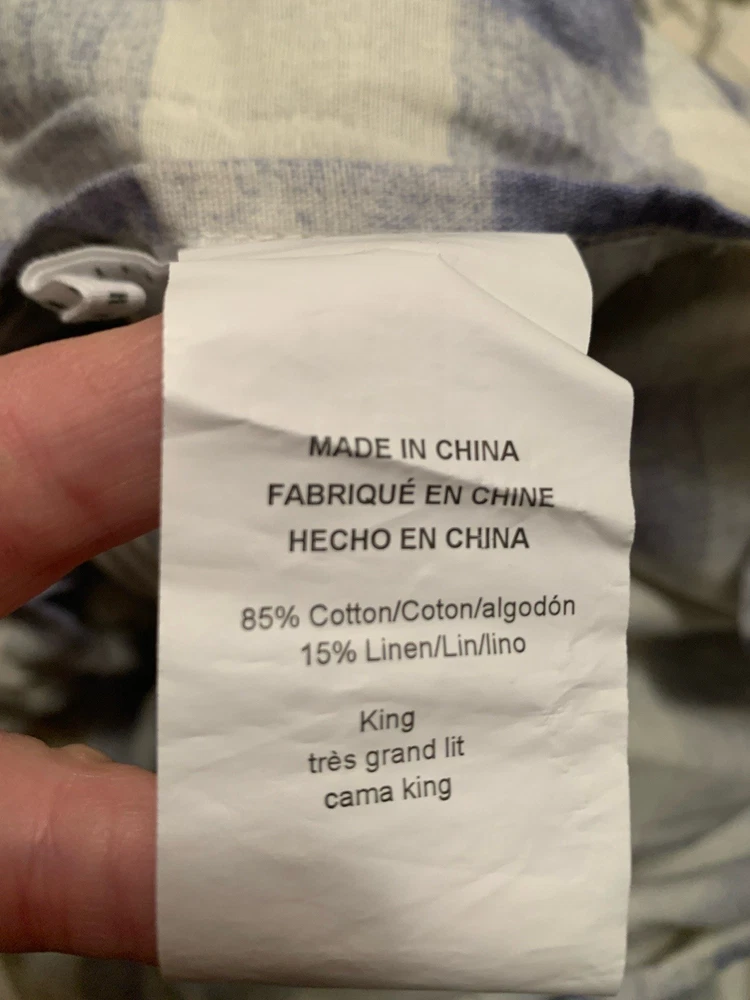 MADE IN CHINA
FABRIQUÉ EN CHINE
HECHO EN CHINA
85% Cotton/Coton/algodón
15% Linen/Lin/lino
King
très grand lit
cama king